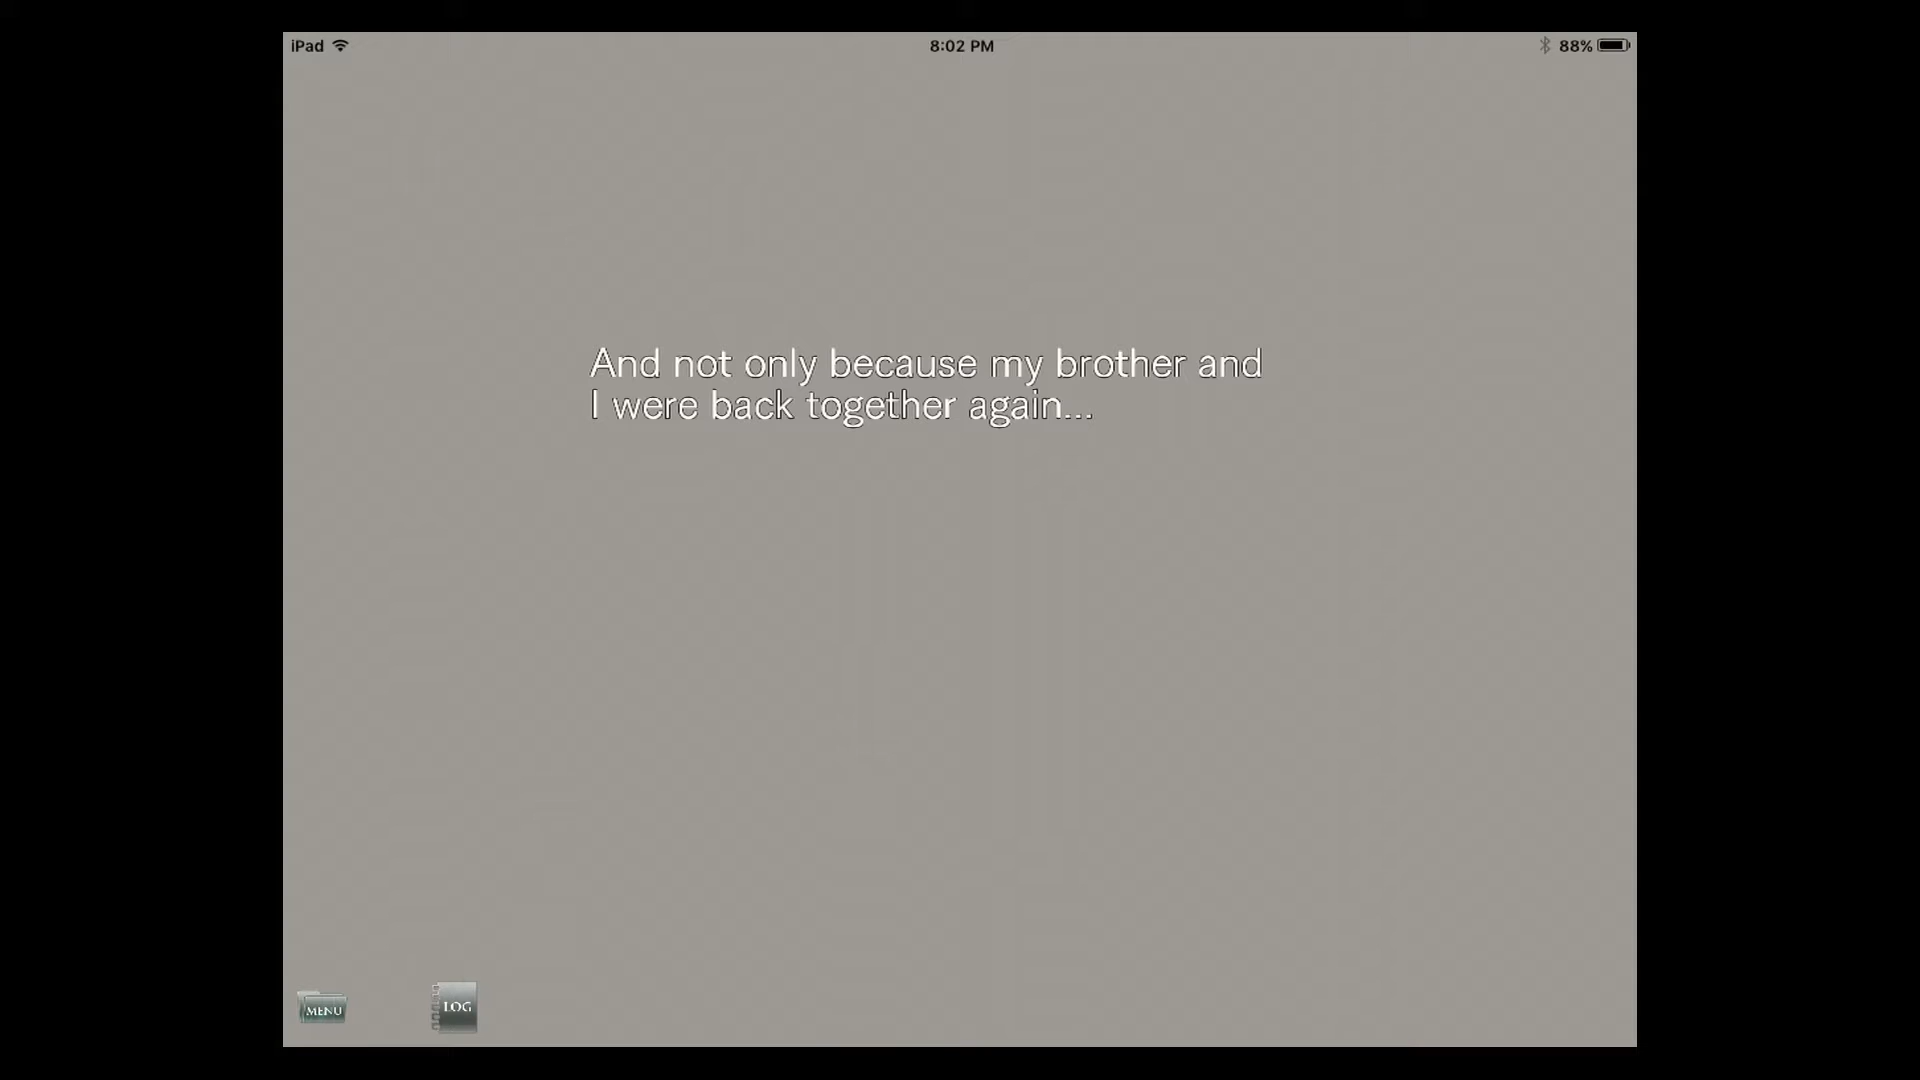 iPad
8:02 PM
88%
And not only because my brother and
I were back together again...
MENU
LOG